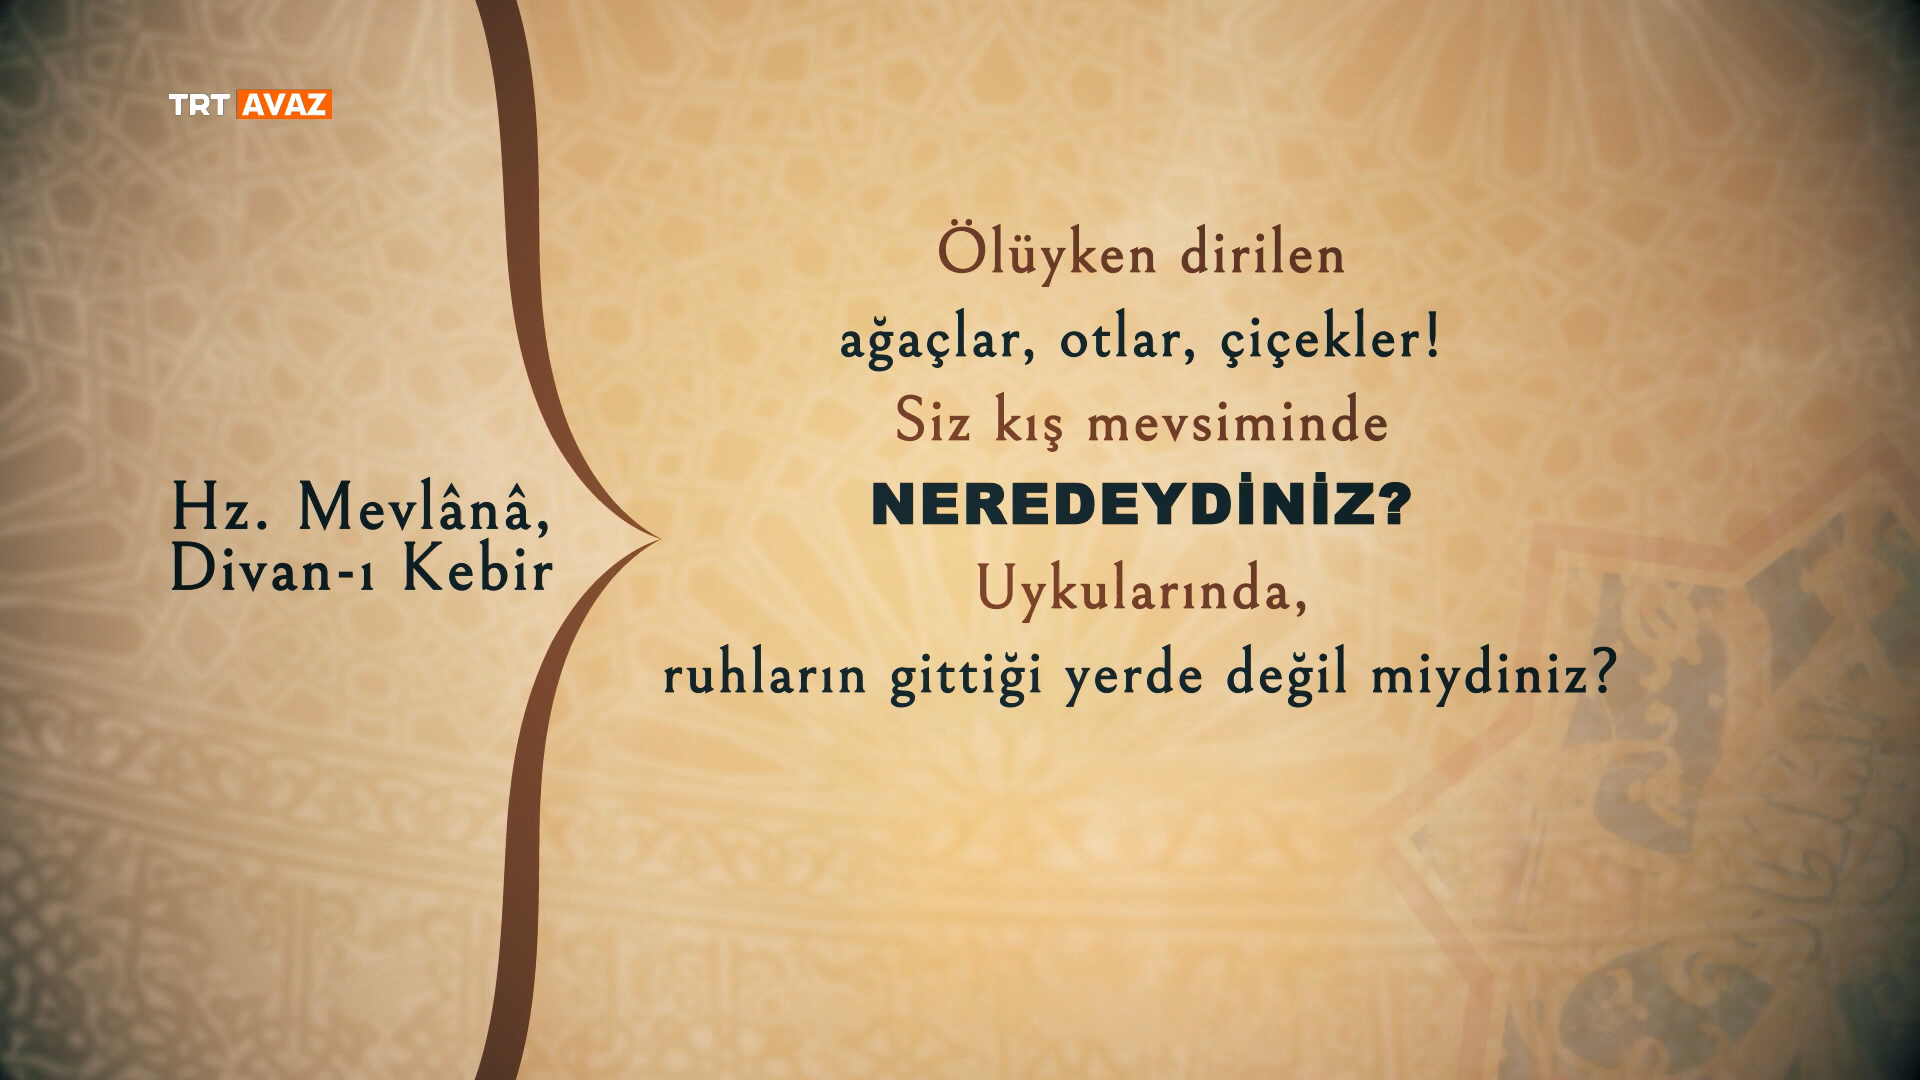 TRT AVAZ
Hz. Mevlânâ,
Divan-ı Kebir
Ölüyken dirilen
ağaçlar, otlar, çiçekler!
Siz kış mevsiminde
NEREDEYDİNİZ?
Uykularında,
ruhların gittiği yerde değil miydiniz?